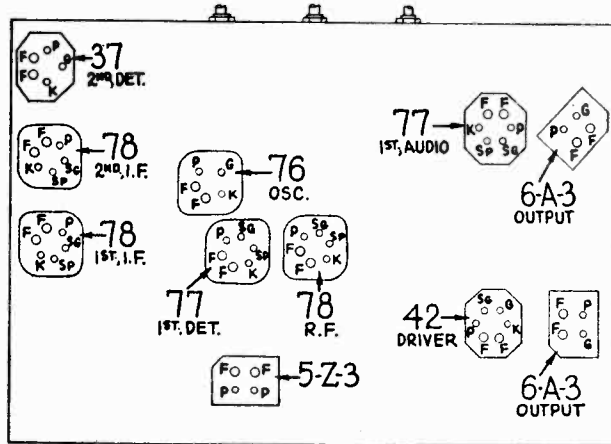 F P 37
F G 2ND, DET.
K
F F P 78
K SP SG 2ND, I.F.
F F P 78
K SP SG 1ST, I.F.
P G 76
F F K OSC.
P SG SP
F F K
77
1ST. DET.
P SG SP
F F K
78
R.F.
F F 5-Z-3
P P
77 F F
1ST, AUDIO K P
SP SG
P G
F F
6-A-3
OUTPUT
42 SG G
DRIVER P K
F F
F P
F G
6-A-3
OUTPUT